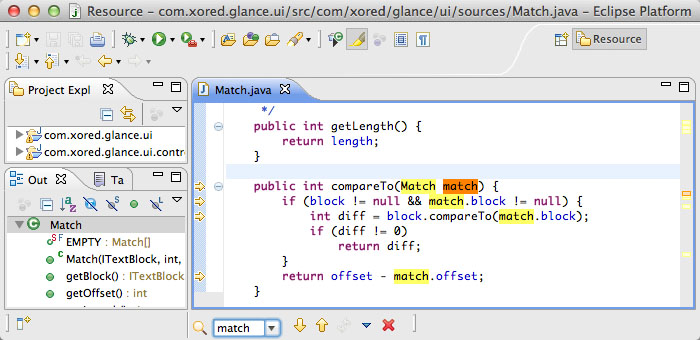 Resource - com.xored.glance.ui/src/com/xored/glance/ui/sources/Match.java - Eclipse Platform
Resource
Project Expl
com.xored.glance.ui
com.xored.glance.ui.contr
Out
Ta
Match
EMPTY : Match[]
Match(ITextBlock, int,
getBlock() : ITextBlock
getOffset() : int
Match.java
*/
public int getLength() {
return length;
}
public int compareTo(Match match) {
if (block != null && match.block != null) {
int diff = block.compareTo(match.block);
if (diff != 0)
return diff;
}
return offset - match.offset;
}
match